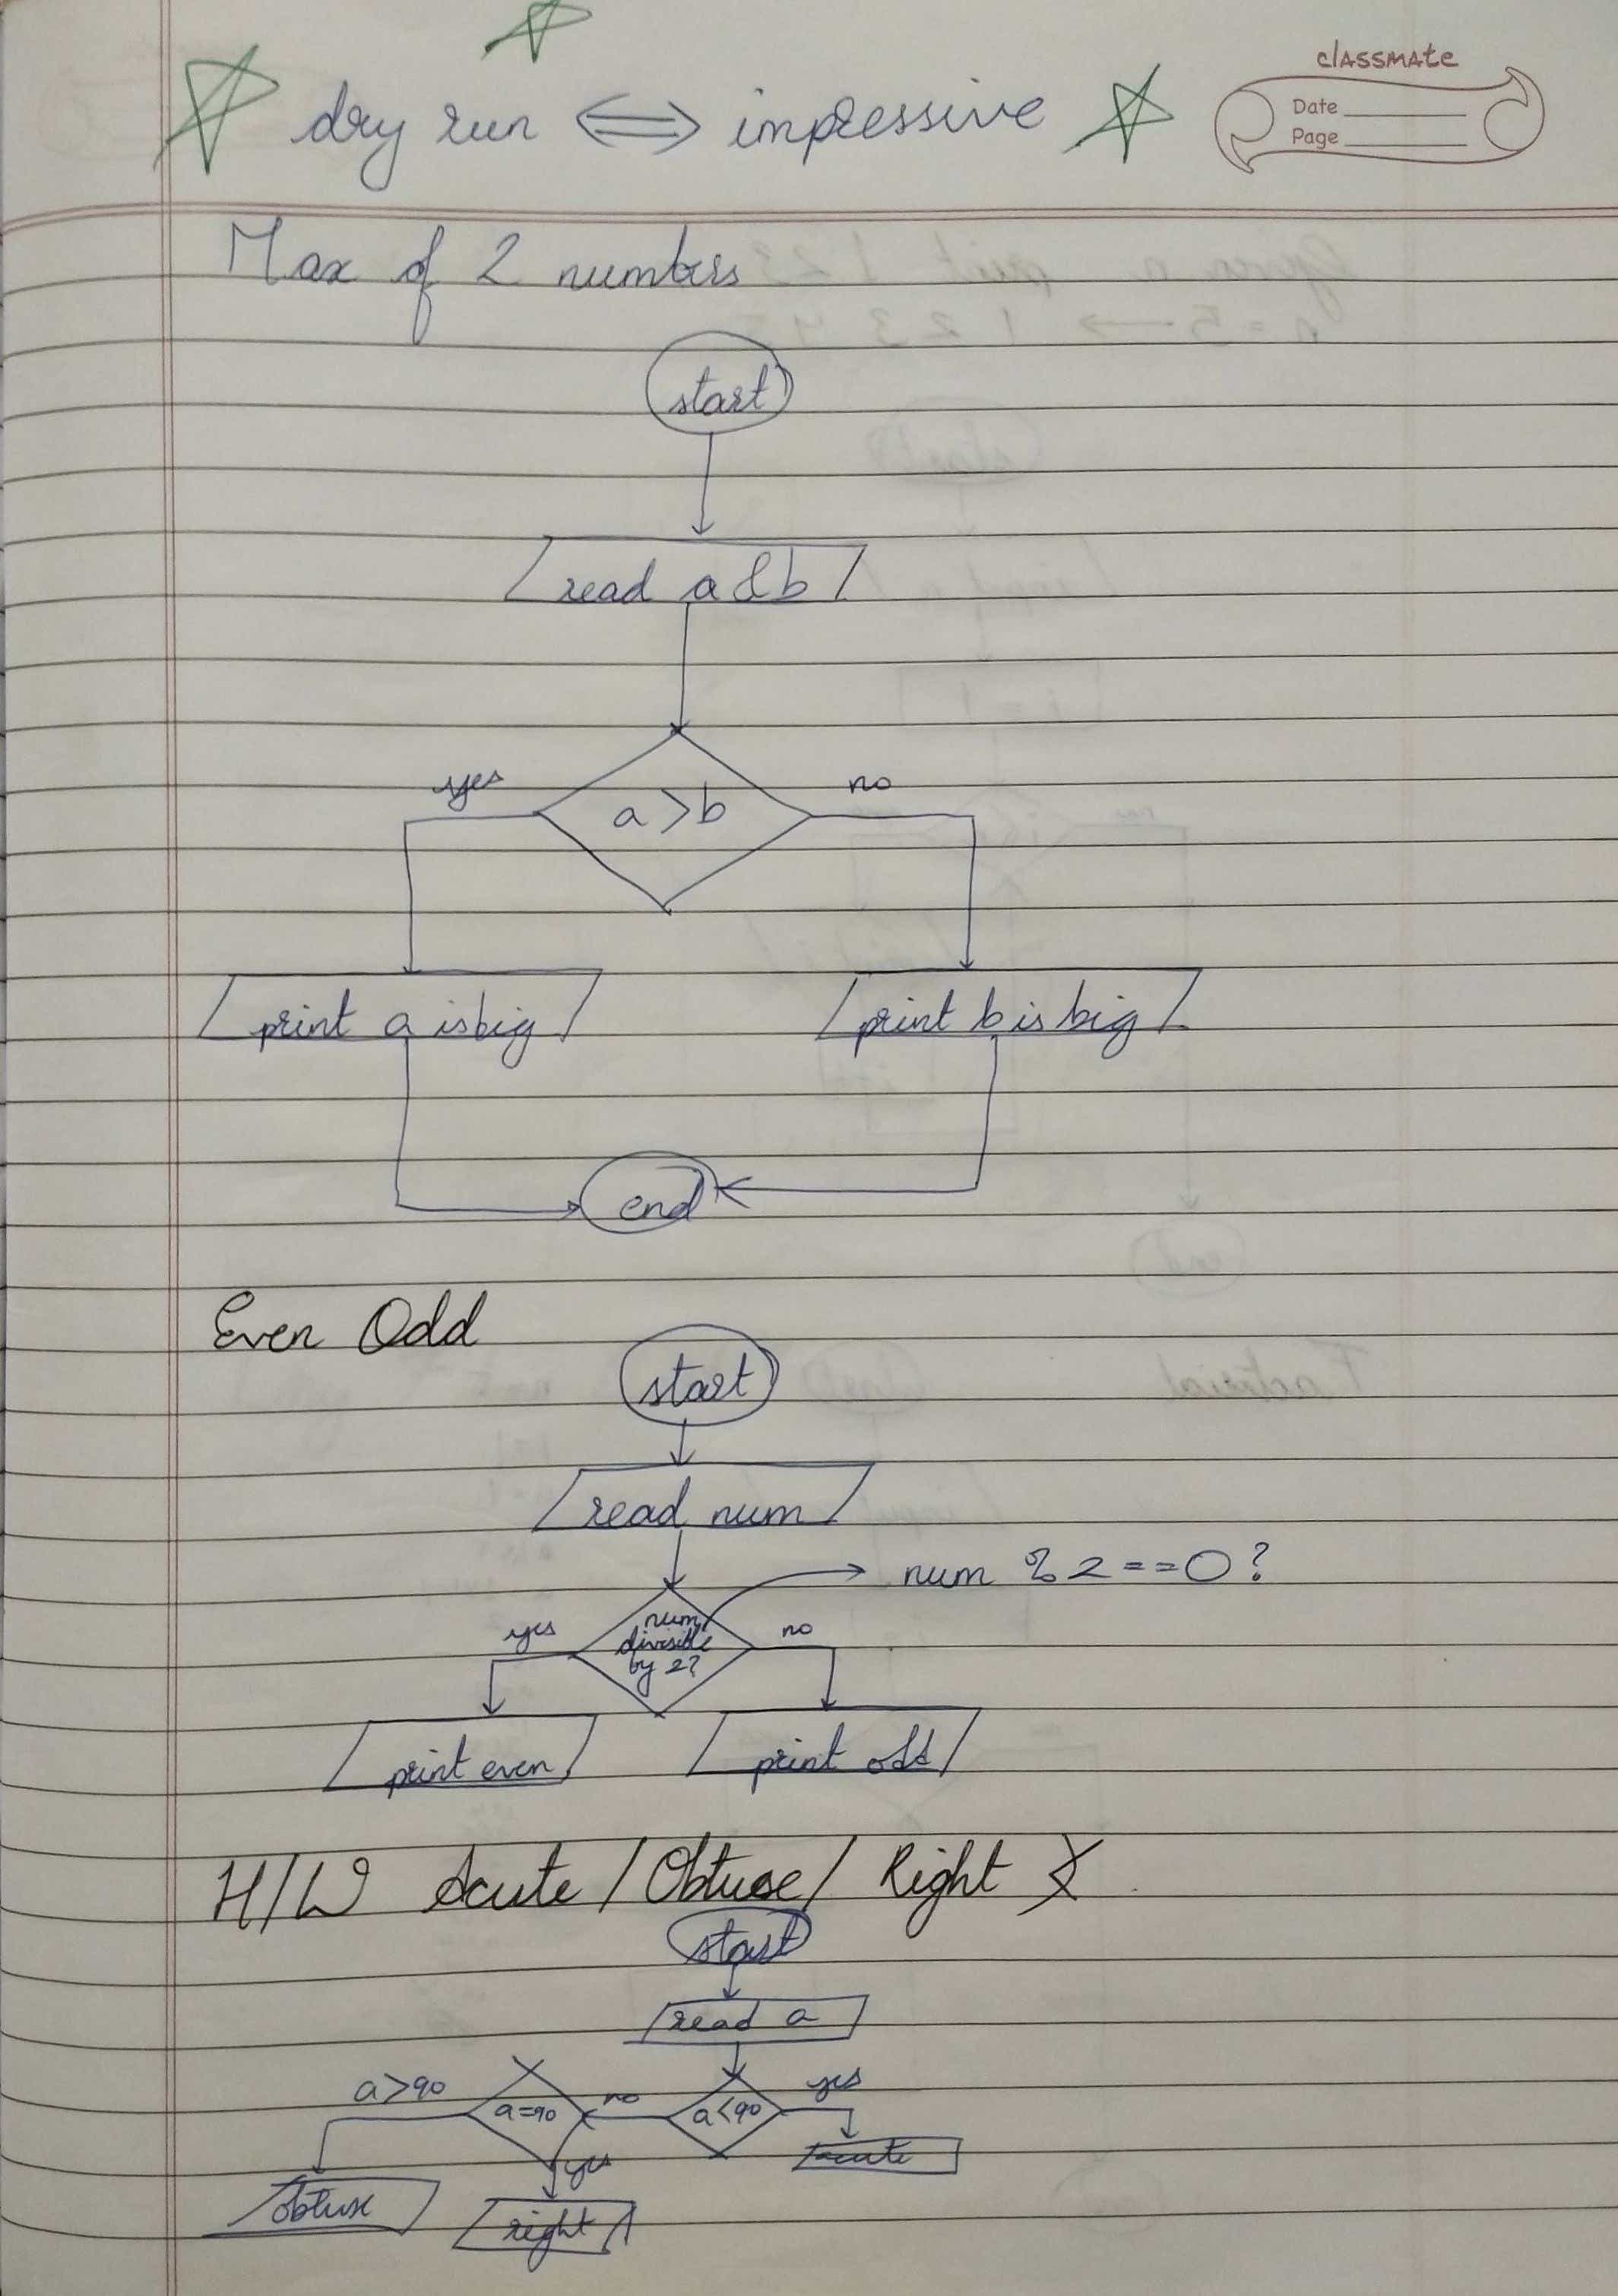 classmate
Date
Page
dry run ⟺ impressive
Max of 2 numbers
start
read a & b
a > b
yes
no
print a is big
print b is big
end
Even Odd
start
read num
num % 2 == 0 ?
num
divisible
by 2?
yes
no
print even
print odd
H/W Acute / Obtuse / Right
start
read a
a < 90
yes
acute
no
a = 90
a > 90
yes
obtuse
right